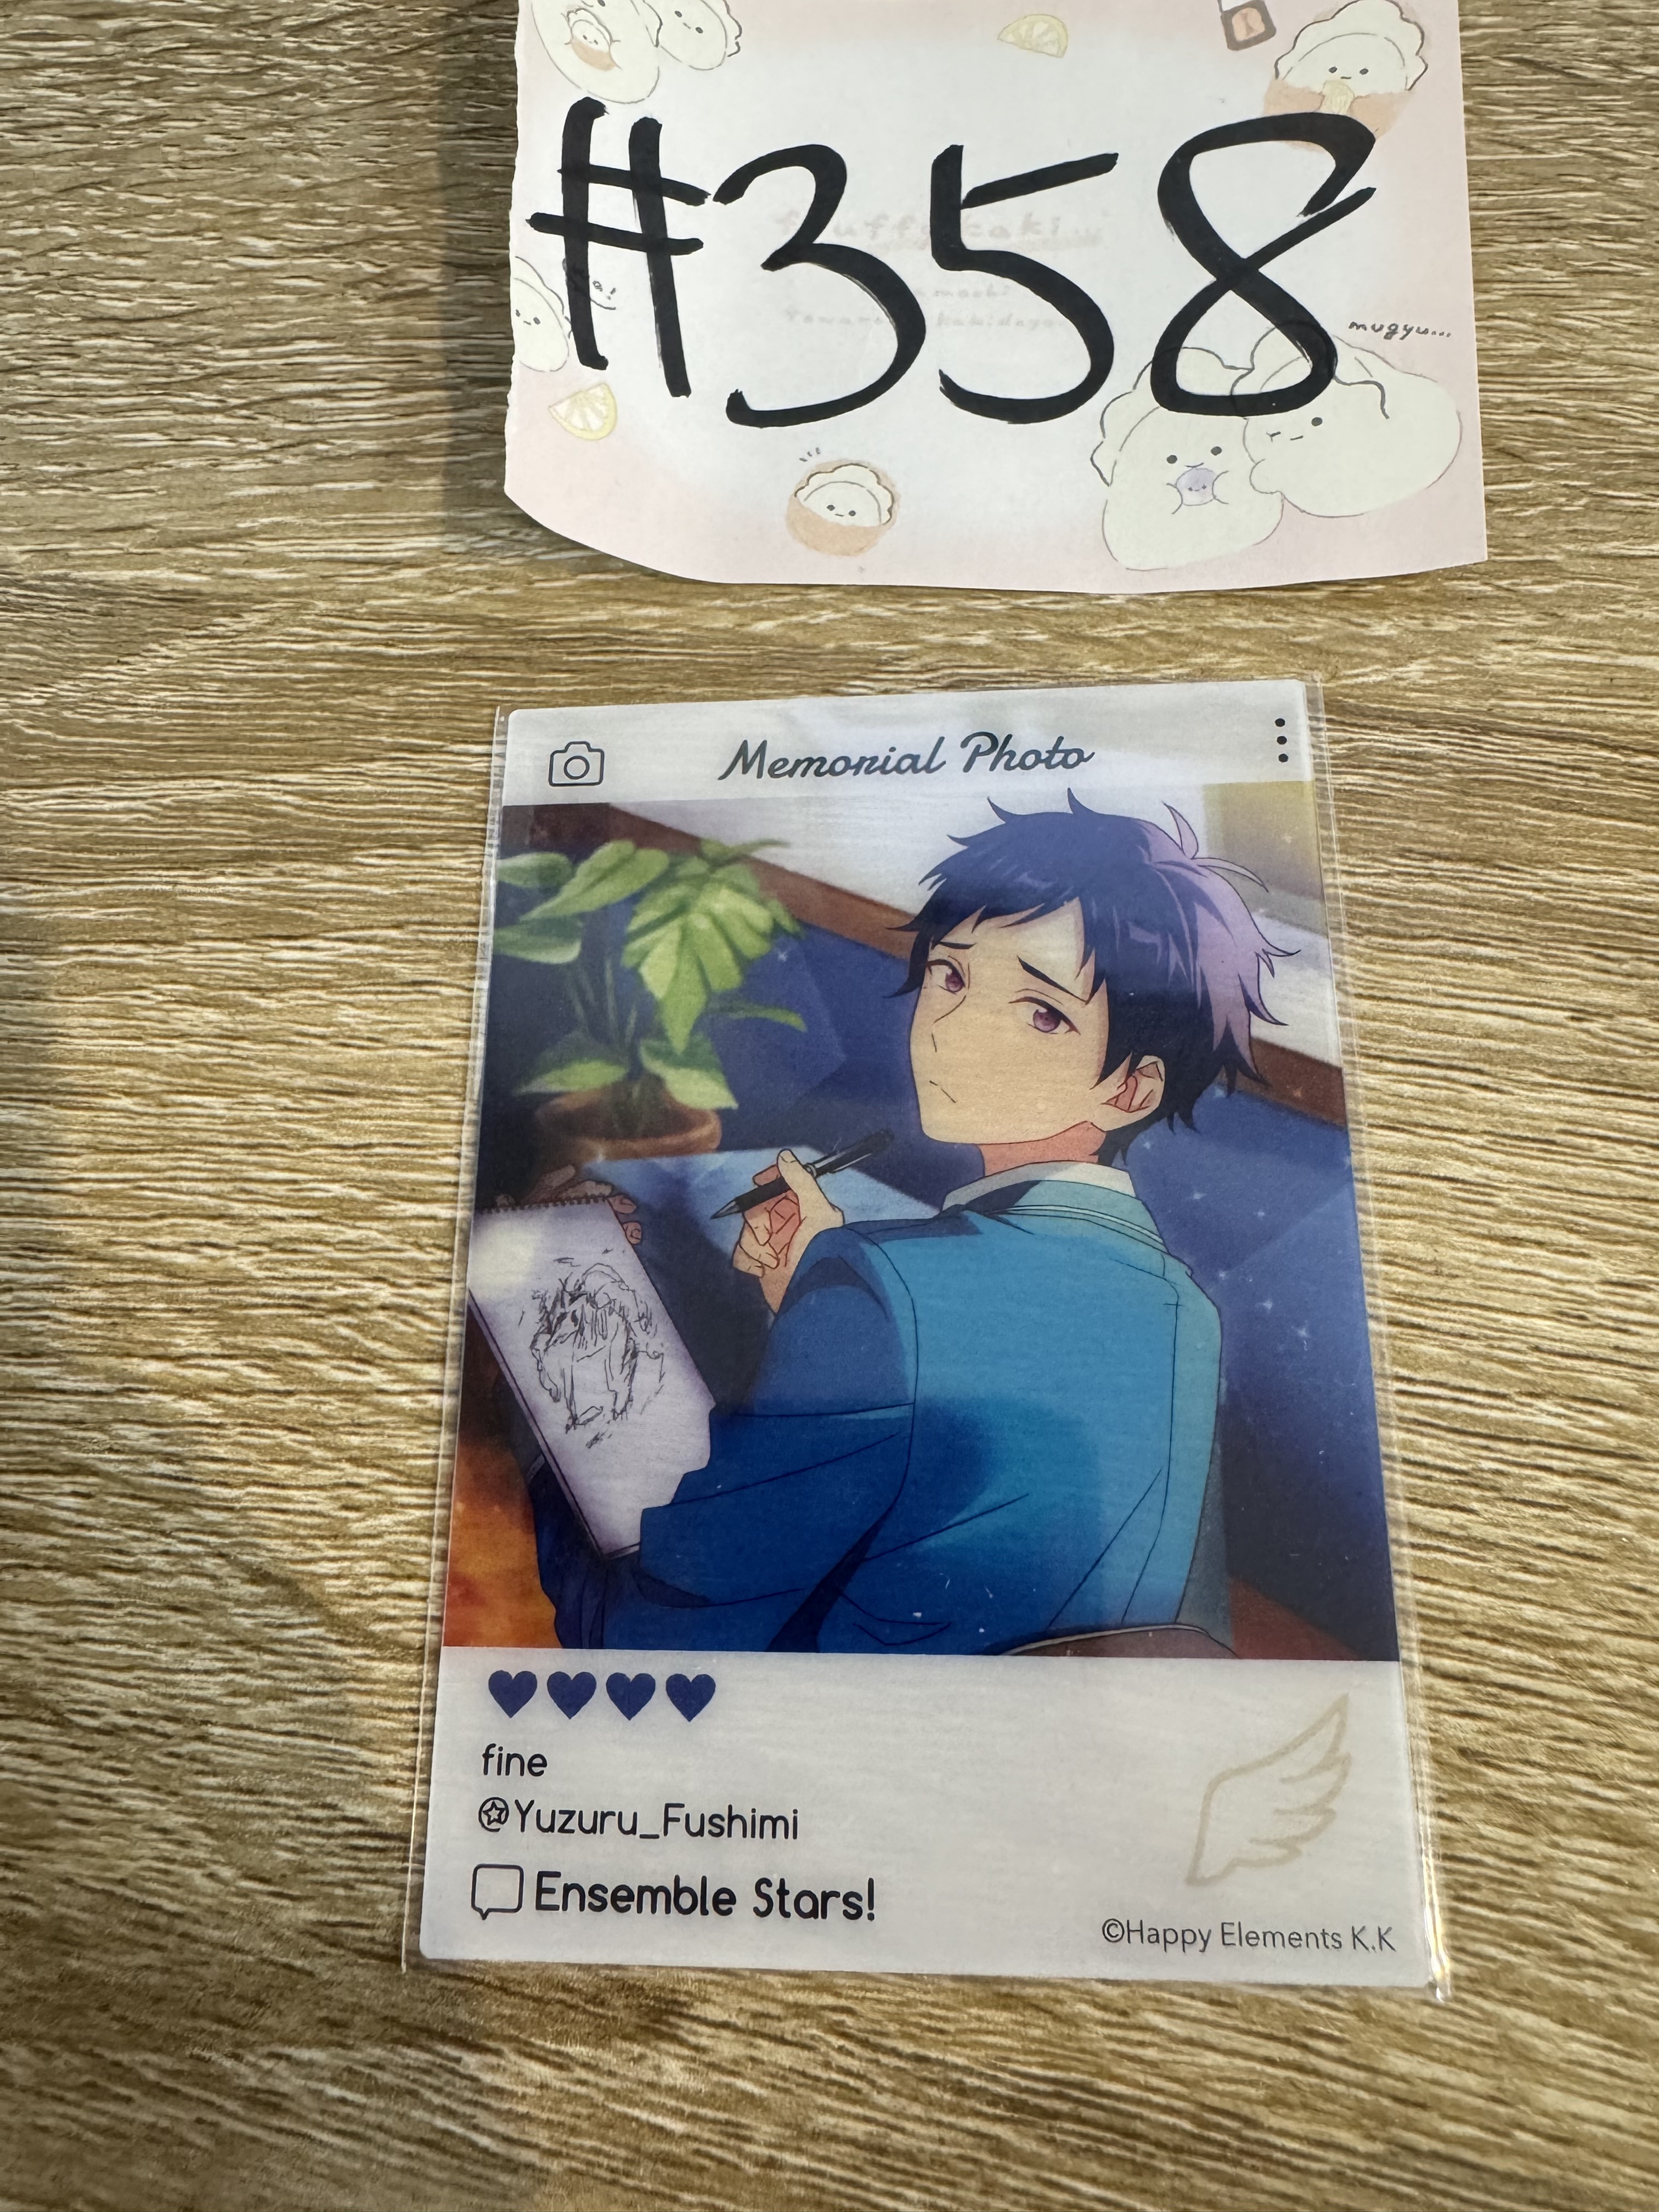 #358
mugyu...
Memorial Photo
fine
@Yuzuru_Fushimi
Ensemble Stars!
©Happy Elements K.K